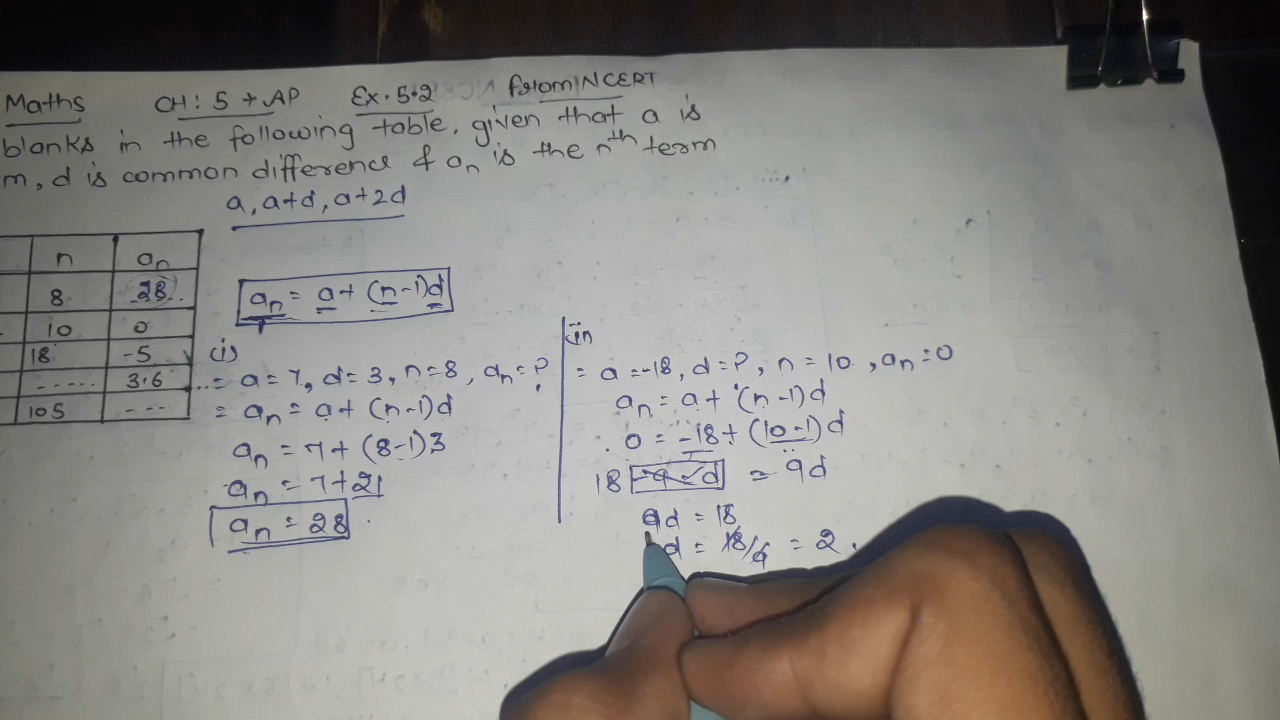 Maths CH: 5 → AP Ex. 5.2 from NCERT
blanks in the following table, given that a is
m, d is common difference & an is the nth term
a, a+d, a+2d
n an
8 28
10 0
18 -5
...... 3.6
105 ---
an = a + (n-1)d
(i)
= a = 7, d = 3, n = 8, an = ?
= an = a + (n-1)d
an = 7 + (8-1)3
an = 7 + 21
an = 28
(ii)
= a = -18, d = ?, n = 10, an = 0
an = a + (n-1)d
0 = -18 + (10-1)d
18 = 9d
9d = 18
d = 18/9 = 2.